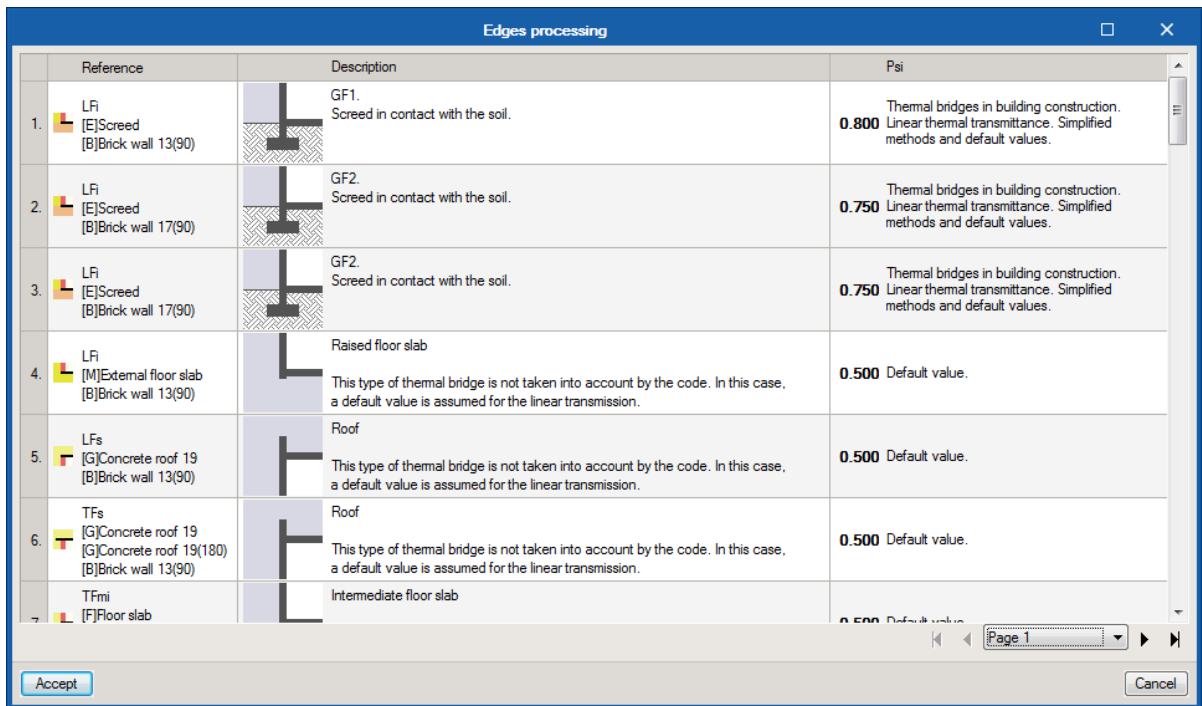 Edges processing
Reference Description Psi
1. LFi
[E]Screed
[B]Brick wall 13(90)
GF1.
Screed in contact with the soil.
0.800 Thermal bridges in building construction.
Linear thermal transmittance. Simplified
methods and default values.
2. LFi
[E]Screed
[B]Brick wall 17(90)
GF2.
Screed in contact with the soil.
0.750 Thermal bridges in building construction.
Linear thermal transmittance. Simplified
methods and default values.
3. LFi
[E]Screed
[B]Brick wall 17(90)
GF2.
Screed in contact with the soil.
0.750 Thermal bridges in building construction.
Linear thermal transmittance. Simplified
methods and default values.
4. LFi
[M]External floor slab
[B]Brick wall 13(90)
Raised floor slab
This type of thermal bridge is not taken into account by the code. In this case,
a default value is assumed for the linear transmission.
0.500 Default value.
5. LFs
[G]Concrete roof 19
[B]Brick wall 13(90)
Roof
This type of thermal bridge is not taken into account by the code. In this case,
a default value is assumed for the linear transmission.
0.500 Default value.
6. TFs
[G]Concrete roof 19
[G]Concrete roof 19(180)
[B]Brick wall 13(90)
Roof
This type of thermal bridge is not taken into account by the code. In this case,
a default value is assumed for the linear transmission.
0.500 Default value.
7. TFmi
[F]Floor slab
Intermediate floor slab
0.500 Default value
Page 1
Accept Cancel